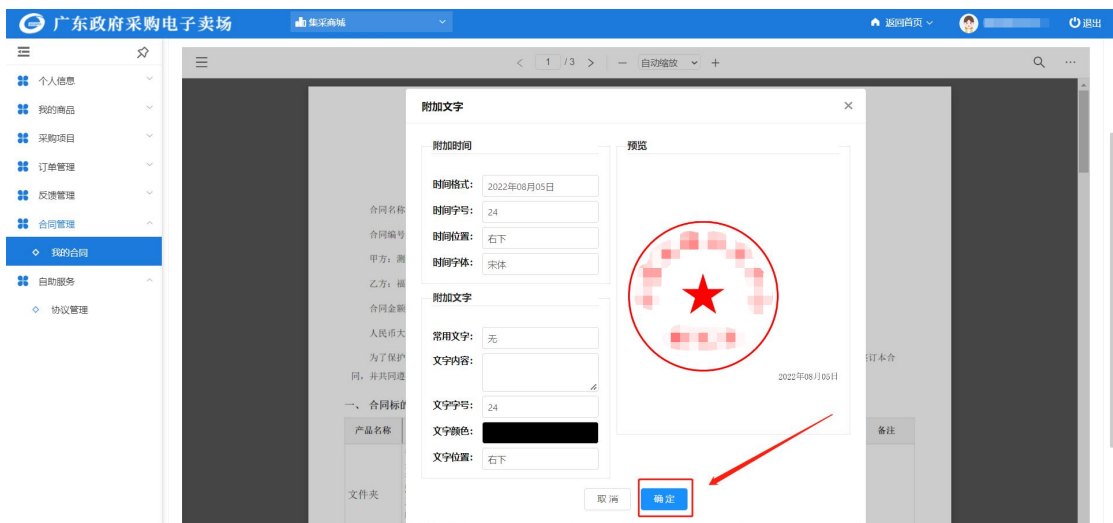 广东政府采购电子卖场
集采商城
返回首页
退出
个人信息
我的商品
采购项目
订单管理
反馈管理
合同管理
我的合同
自助服务
协议管理
1 /3
自动缩放
附加文字
附加时间
时间格式： 2022年08月05日
时间字号： 24
时间位置： 右下
时间字体： 宋体
附加文字
常用文字： 无
文字内容：
文字字号： 24
文字颜色：
文字位置： 右下
预览
2022年08月05日
取消
确定
合同名称
合同编号
甲方：
乙方：福
合同金额
人民币大
为了保护
订本合
同，并共同遵
一、 合同标的
产品名称
备注
文件夹